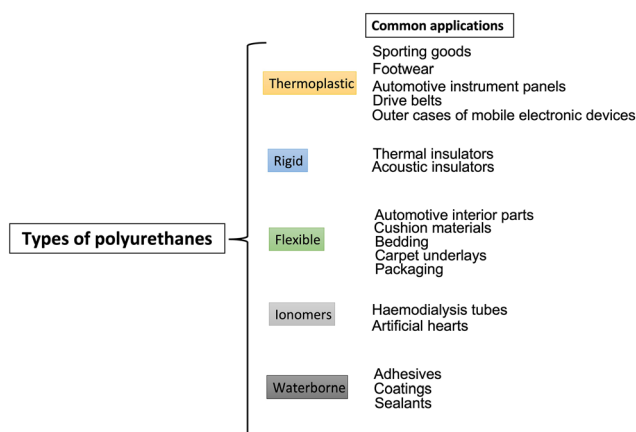 Common applications
Types of polyurethanes
Thermoplastic
Sporting goods
Footwear
Automotive instrument panels
Drive belts
Outer cases of mobile electronic devices
Rigid
Thermal insulators
Acoustic insulators
Flexible
Automotive interior parts
Cushion materials
Bedding
Carpet underlays
Packaging
Ionomers
Haemodialysis tubes
Artificial hearts
Waterborne
Adhesives
Coatings
Sealants